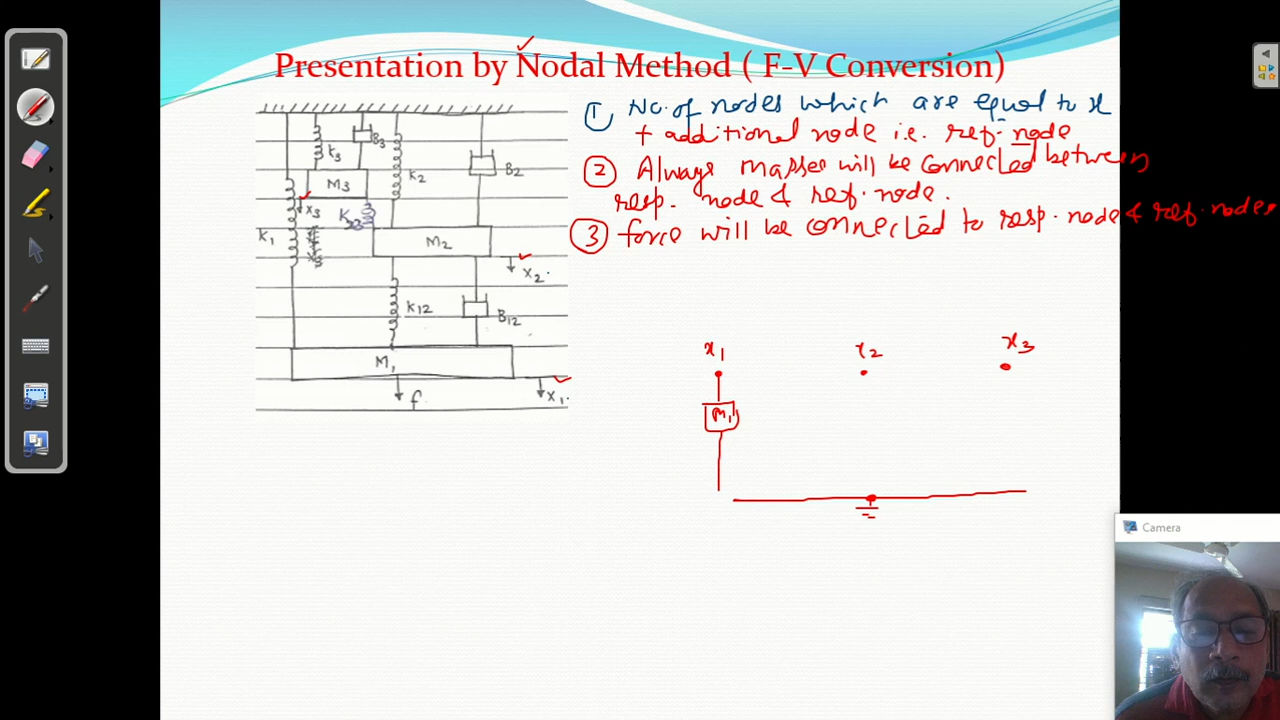 Presentation by Nodal Method ( F-V Conversion)
① No. of nodes which are equal to x
+ additional node i.e. ref. node
② Always masses will be connected between
resp. node & ref. node.
③ force will be connected to resp. node & ref. nodes
K3
B3
K2
B2
M3
x3
K1
M2
x2.
K12
B12
M1
f
x1.
x1
x2
x3
M1
Camera